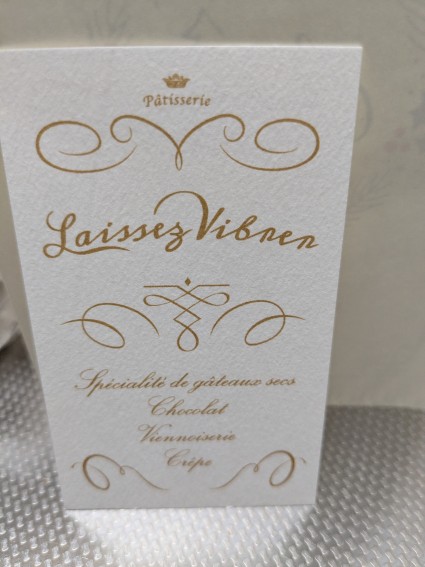 Pâtisserie
Laissez Vibrer
Spécialité de gâteaux secs
Chocolat
Viennoiserie
Crêpe